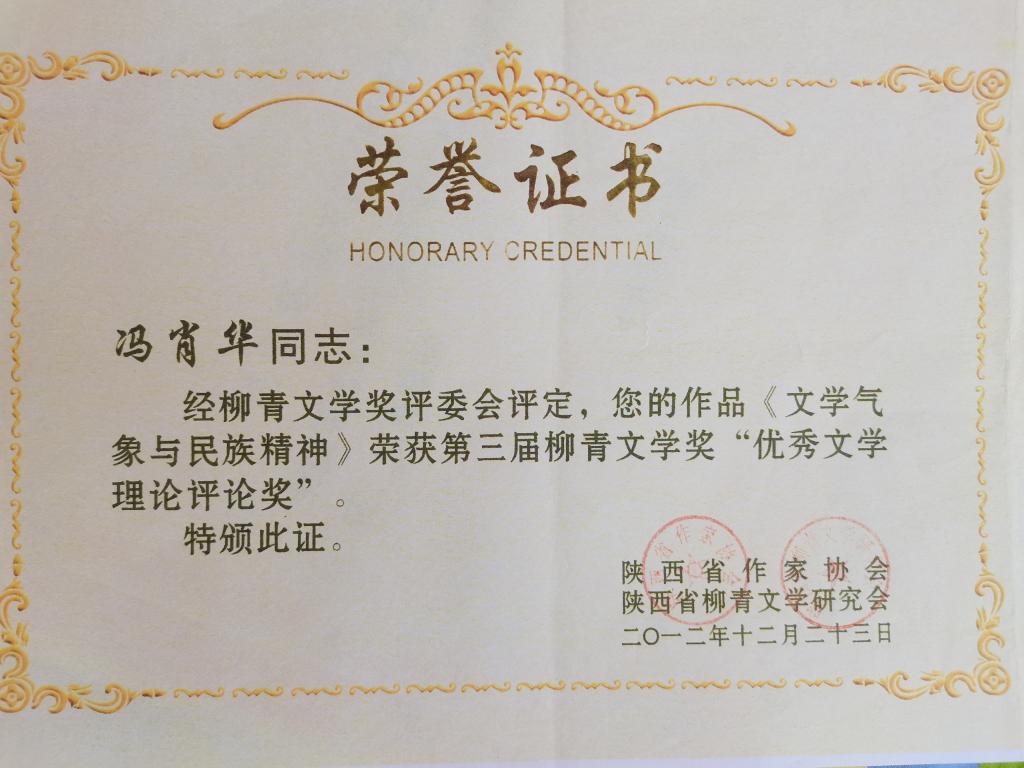 荣誉证书
HONORARY CREDENTIAL
冯肖华同志：
经柳青文学奖评委会评定，您的作品《文学气
象与民族精神》荣获第三届柳青文学奖“优秀文学
理论评论奖”。
特颁此证。
陕西省作家协会
陕西省柳青文学研究会
二〇一二年十二月二十三日